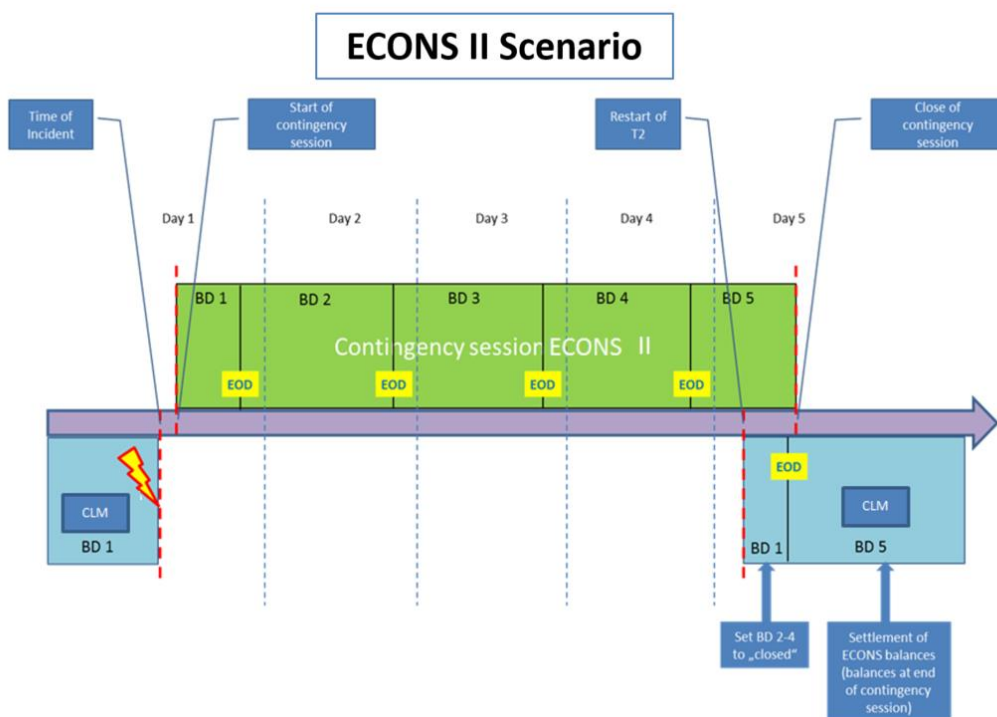 ECONS II Scenario
Time of
Incident
Start of
contingency
session
Restart of
T2
Close of
contingency
session
Day 1
Day 2
Day 3
Day 4
Day 5
BD 1
BD 2
BD 3
BD 4
BD 5
Contingency session ECONS II
EOD
EOD
EOD
EOD
CLM
BD 1
EOD
CLM
BD 1
BD 5
Set BD 2-4
to „closed“
Settlement of
ECONS balances
(balances at end
of contingency
session)